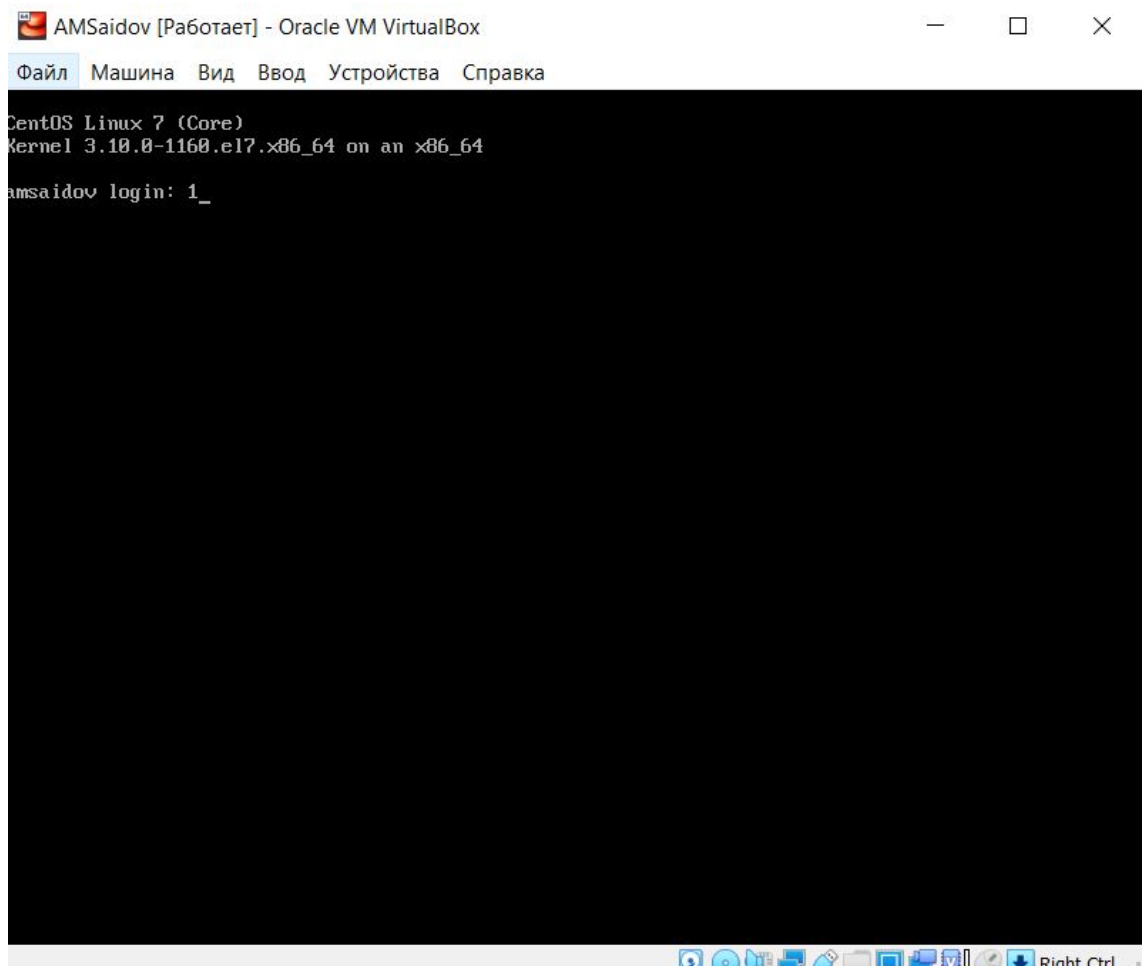 AMSaidov [Работает] - Oracle VM VirtualBox
Файл Машина Вид Ввод Устройства Справка
CentOS Linux 7 (Core)
Kernel 3.10.0-1160.el7.x86_64 on an x86_64
amsaidov login: 1_
Right Ctrl